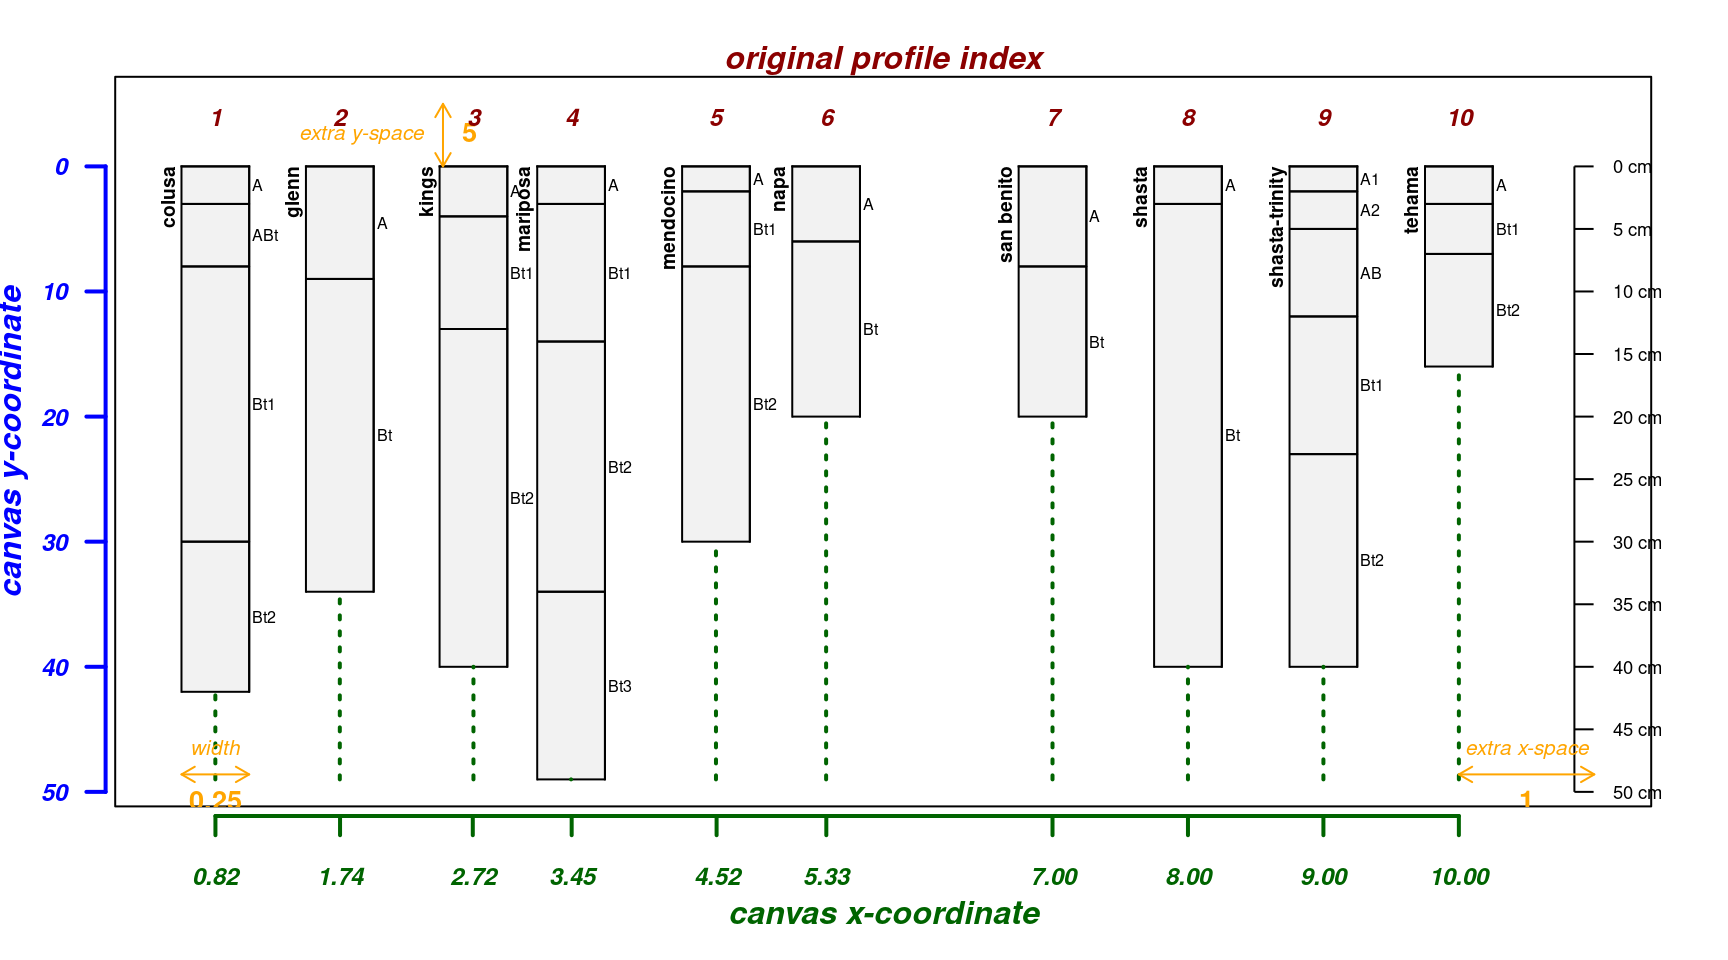 original profile index
1 2 3 4 5 6 7 8 9 10
extra y-space 5
canvas y-coordinate
0
10
20
30
40
50
colusa
A
ABt
Bt1
Bt2
glenn
A
Bt
kings
A
Bt1
Bt2
mariposa
A
Bt1
Bt2
Bt3
mendocino
A
Bt1
Bt2
napa
A
Bt
san benito
A
Bt
shasta
A
Bt
shasta-trinity
A1
A2
AB
Bt1
Bt2
tehama
A
Bt1
Bt2
0 cm
5 cm
10 cm
15 cm
20 cm
25 cm
30 cm
35 cm
40 cm
45 cm
50 cm
width
0.25
extra x-space
1
0.82 1.74 2.72 3.45 4.52 5.33 7.00 8.00 9.00 10.00
canvas x-coordinate